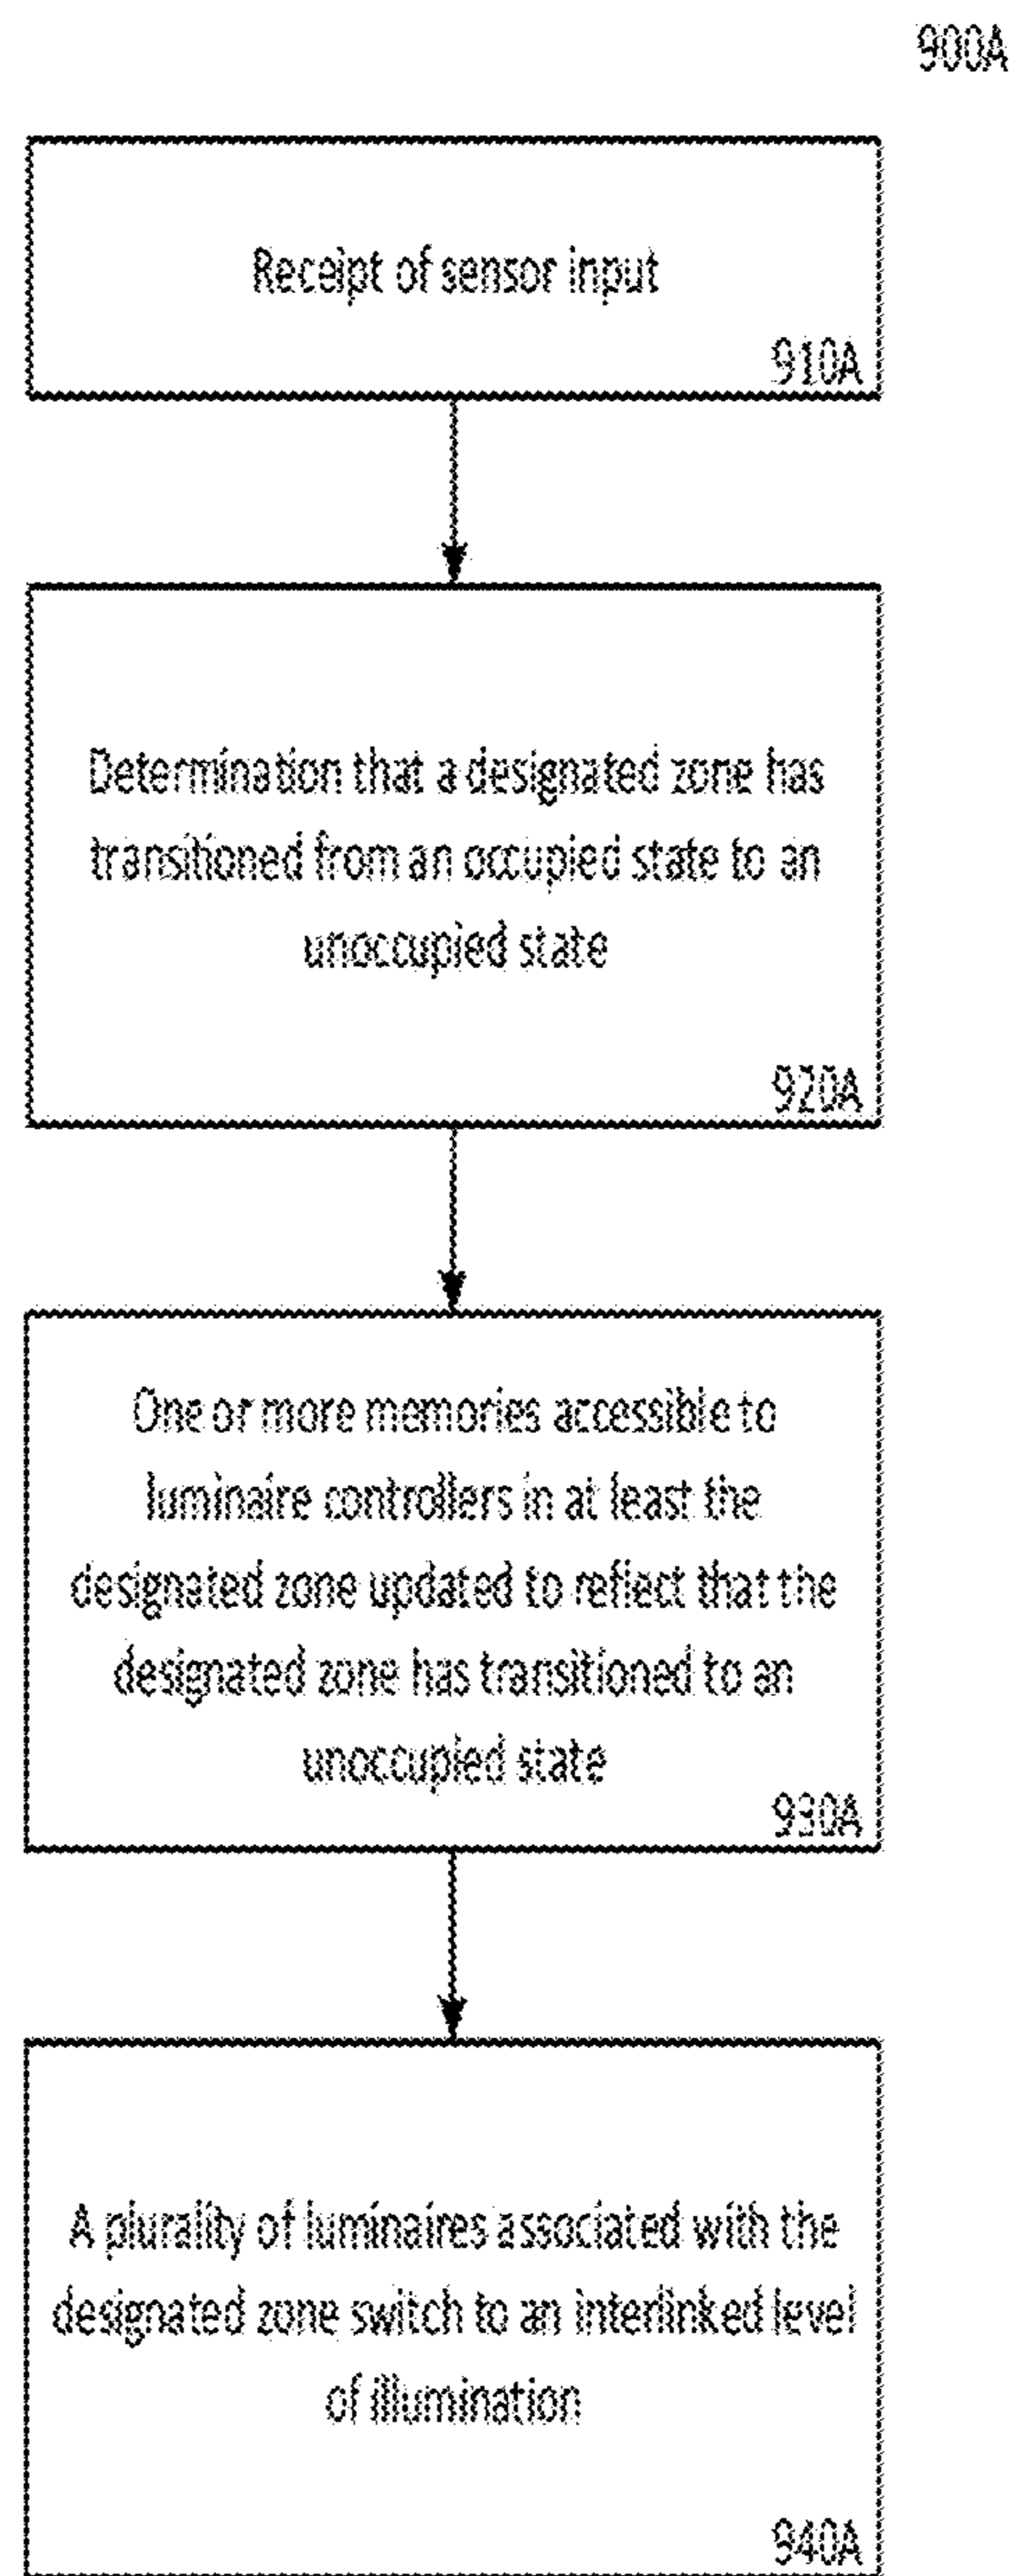 900A
Receipt of sensor input
910A
Determination that a designated zone has
transitioned from an occupied state to an
unoccupied state
920A
One or more memories accessible to
luminaire controllers in at least the
designated zone updated to reflect that the
designated zone has transitioned to an
unoccupied state
930A
A plurality of luminaires associated with the
designated zone switch to an interlinked level
of illumination
940A